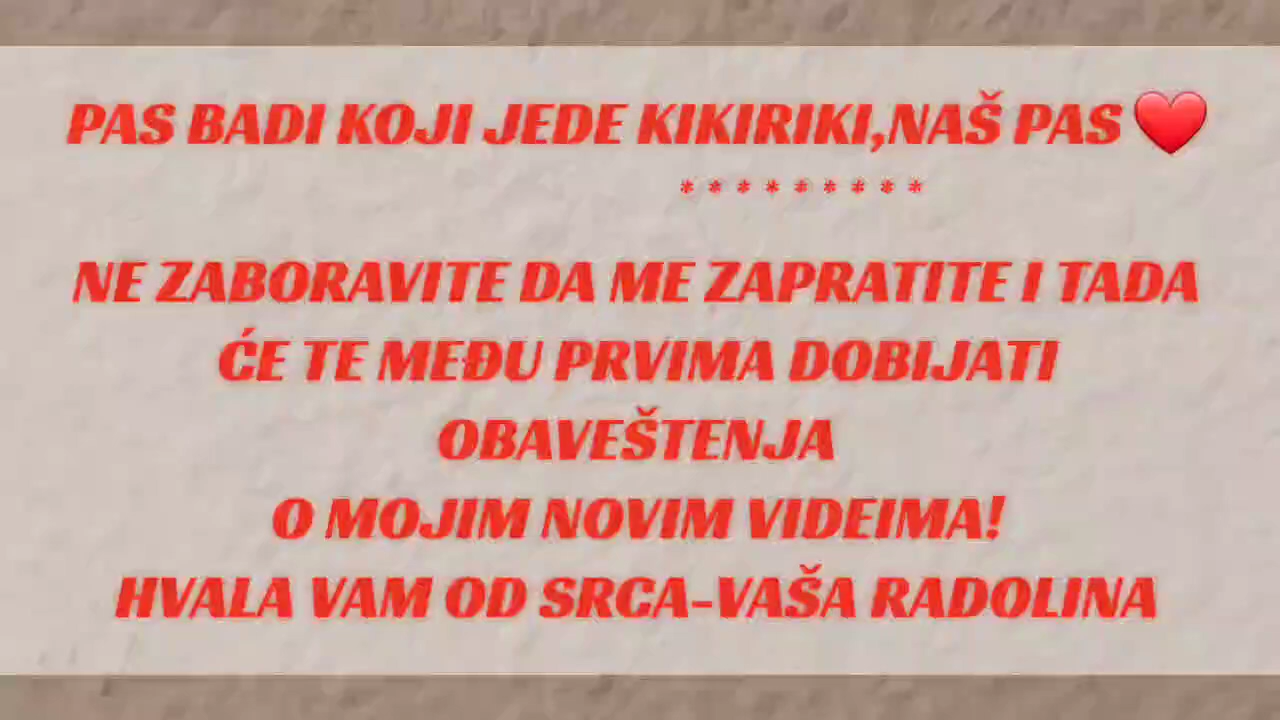 PAS BADI KOJI JEDE KIKIRIKI,NAŠ PAS ❤️
* * * * * * * * *
NE ZABORAVITE DA ME ZAPRATITE I TADA
ĆE TE MEĐU PRVIMA DOBIJATI
OBAVEŠTENJA
O MOJIM NOVIM VIDEIMA!
HVALA VAM OD SRCA-VAŠA RADOLINA